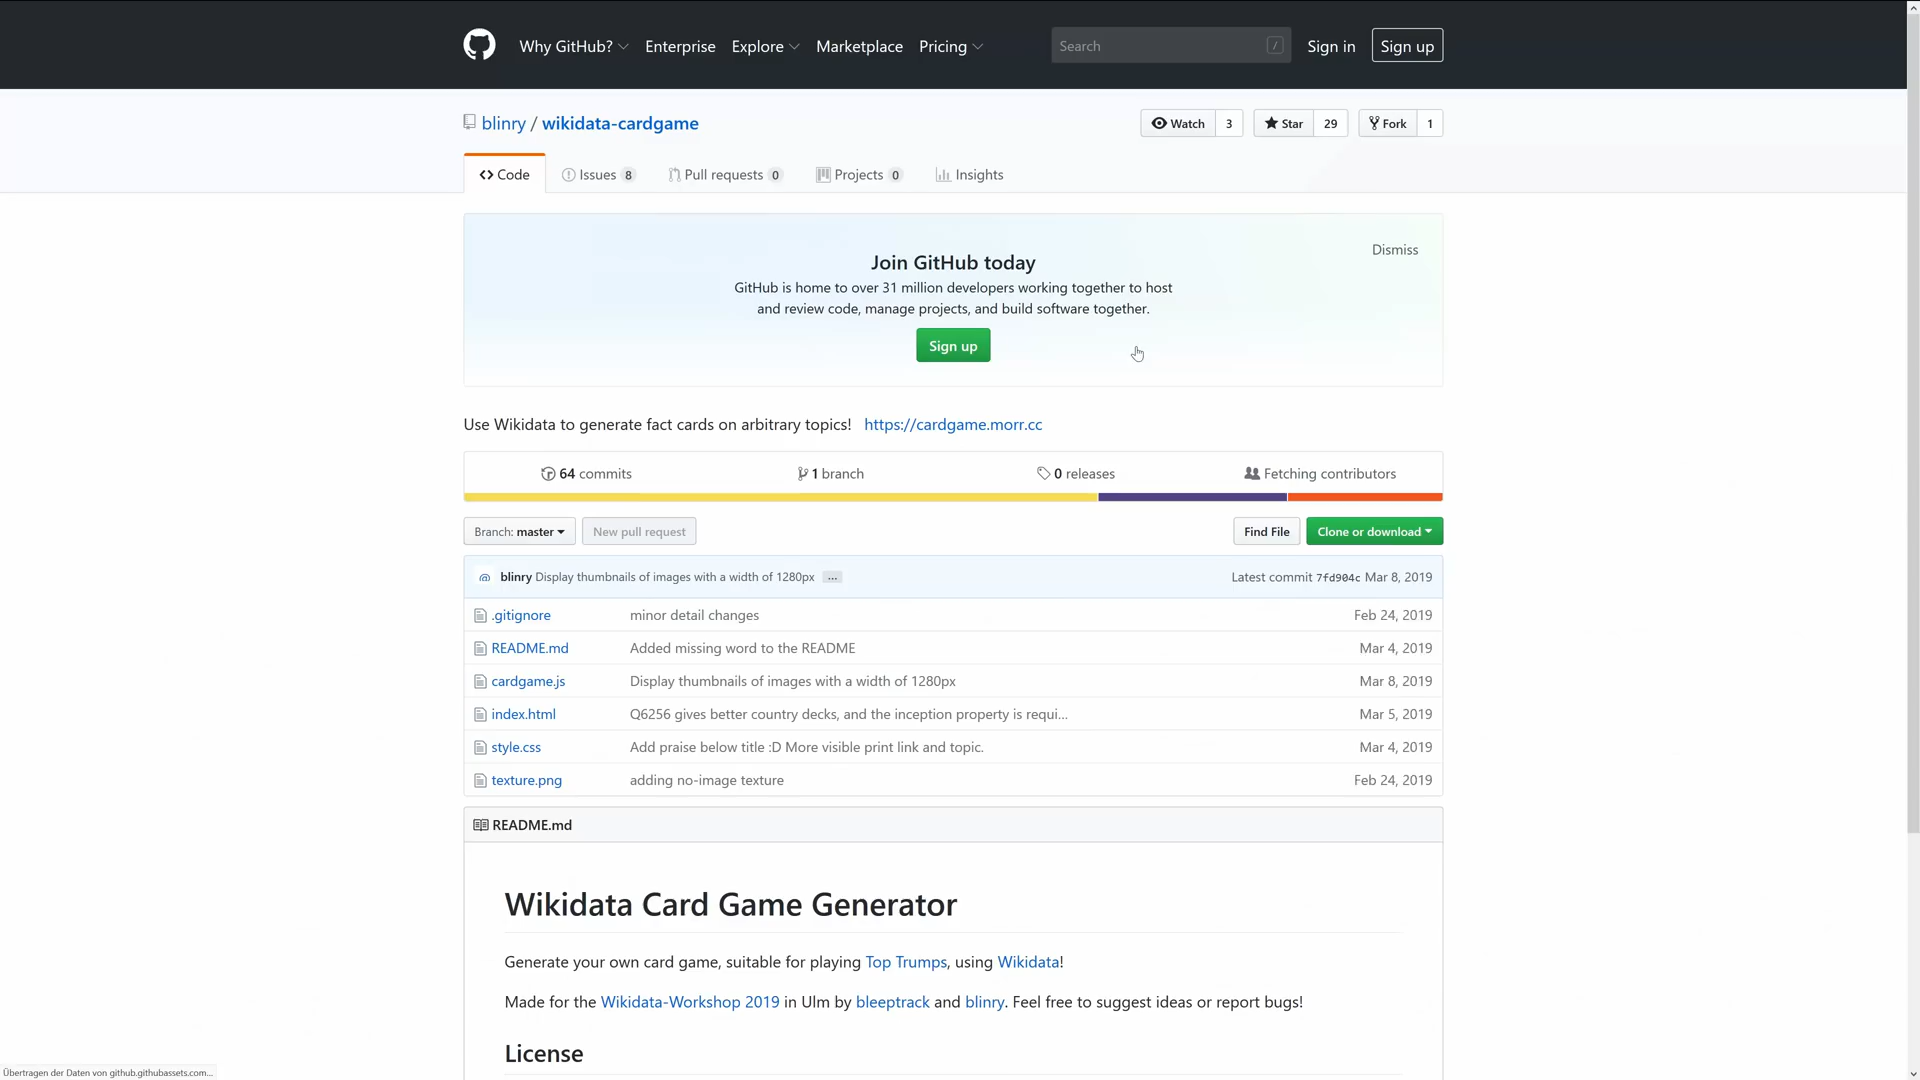 Why GitHub? Enterprise Explore Marketplace Pricing Search / Sign in Sign up
blinry / wikidata-cardgame Watch 3 Star 29 Fork 1
Code Issues 8 Pull requests 0 Projects 0 Insights
Dismiss
Join GitHub today
GitHub is home to over 31 million developers working together to host
and review code, manage projects, and build software together.
Sign up
Use Wikidata to generate fact cards on arbitrary topics! https://cardgame.morr.cc
64 commits 1 branch 0 releases Fetching contributors
Branch: master New pull request Find File Clone or download
blinry Display thumbnails of images with a width of 1280px ... Latest commit 7fd904c Mar 8, 2019
.gitignore minor detail changes Feb 24, 2019
README.md Added missing word to the README Mar 4, 2019
cardgame.js Display thumbnails of images with a width of 1280px Mar 8, 2019
index.html Q6256 gives better country decks, and the inception property is requi... Mar 5, 2019
style.css Add praise below title :D More visible print link and topic. Mar 4, 2019
texture.png adding no-image texture Feb 24, 2019
README.md
Wikidata Card Game Generator
Generate your own card game, suitable for playing Top Trumps, using Wikidata!
Made for the Wikidata-Workshop 2019 in Ulm by bleeptrack and blinry. Feel free to suggest ideas or report bugs!
License
Übertragen der Daten von github.githubassets.com...